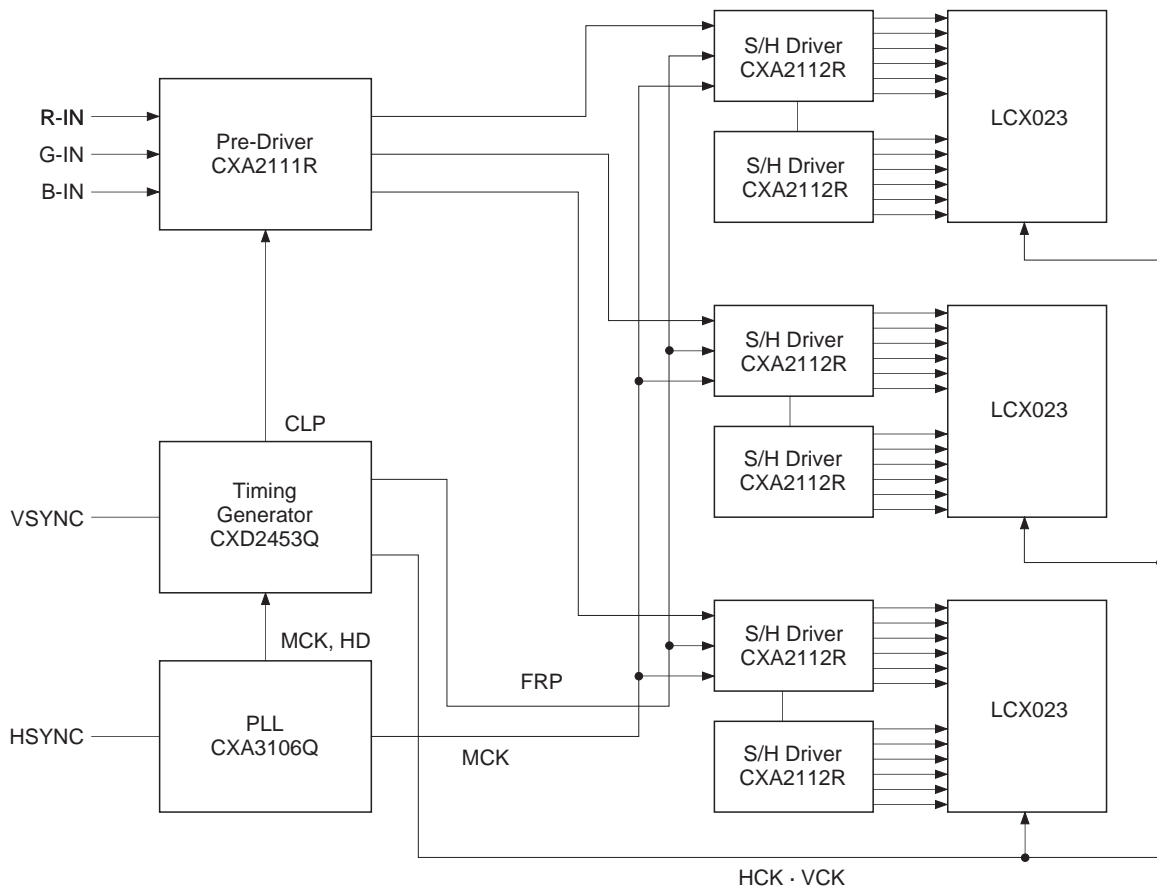 R-IN
G-IN
B-IN
Pre-Driver
CXA2111R
S/H Driver
CXA2112R
S/H Driver
CXA2112R
LCX023
S/H Driver
CXA2112R
S/H Driver
CXA2112R
LCX023
CLP
VSYNC
Timing
Generator
CXD2453Q
MCK, HD
HSYNC
PLL
CXA3106Q
FRP
MCK
S/H Driver
CXA2112R
S/H Driver
CXA2112R
LCX023
HCK · VCK